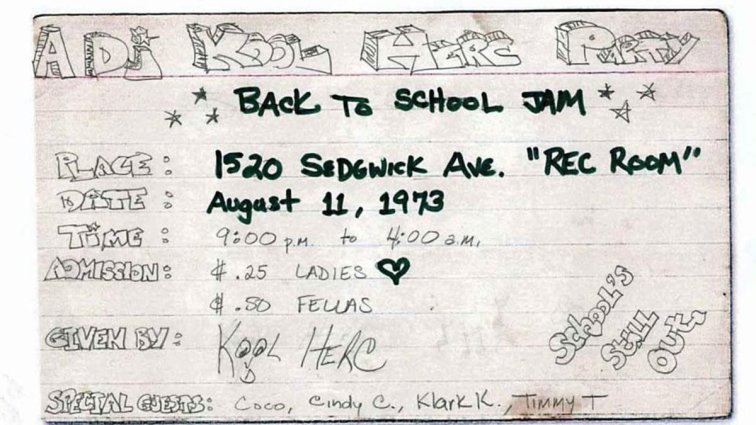 A DJ KOOL HERC PARTY
BACK TO SCHOOL JAM
PLACE: 1520 SEDGWICK AVE. "REC ROOM"
DATE: August 11, 1973
TIME: 9:00 p.m. to 4:00 a.m.
ADMISSION: $.25 LADIES
$.50 FELLAS
GIVEN BY: KOOL HERC
SCHOOL'S
STILL
OUT
SPECIAL GUESTS: Coco, Cindy C., Klark K., Timmy T